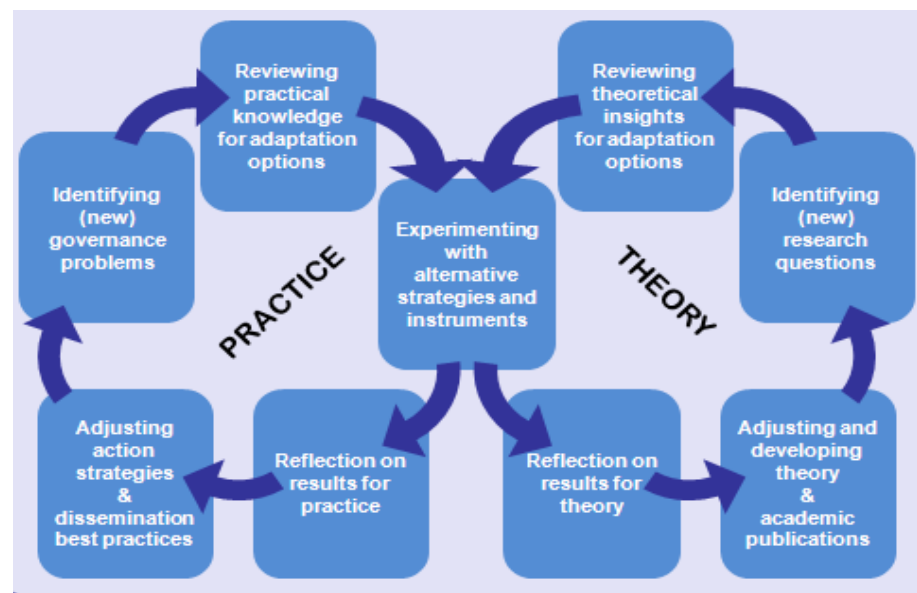 Reviewing
practical
knowledge
for adaptation
options
Reviewing
theoretical
insights
for adaptation
options
Identifying
(new)
governance
problems
Experimenting
with
alternative
strategies and
instruments
Identifying
(new)
research
questions
PRACTICE
THEORY
Adjusting
action
strategies
&
dissemination
best practices
Reflection on
results for
practice
Reflection on
results for
theory
Adjusting and
developing
theory
&
academic
publications